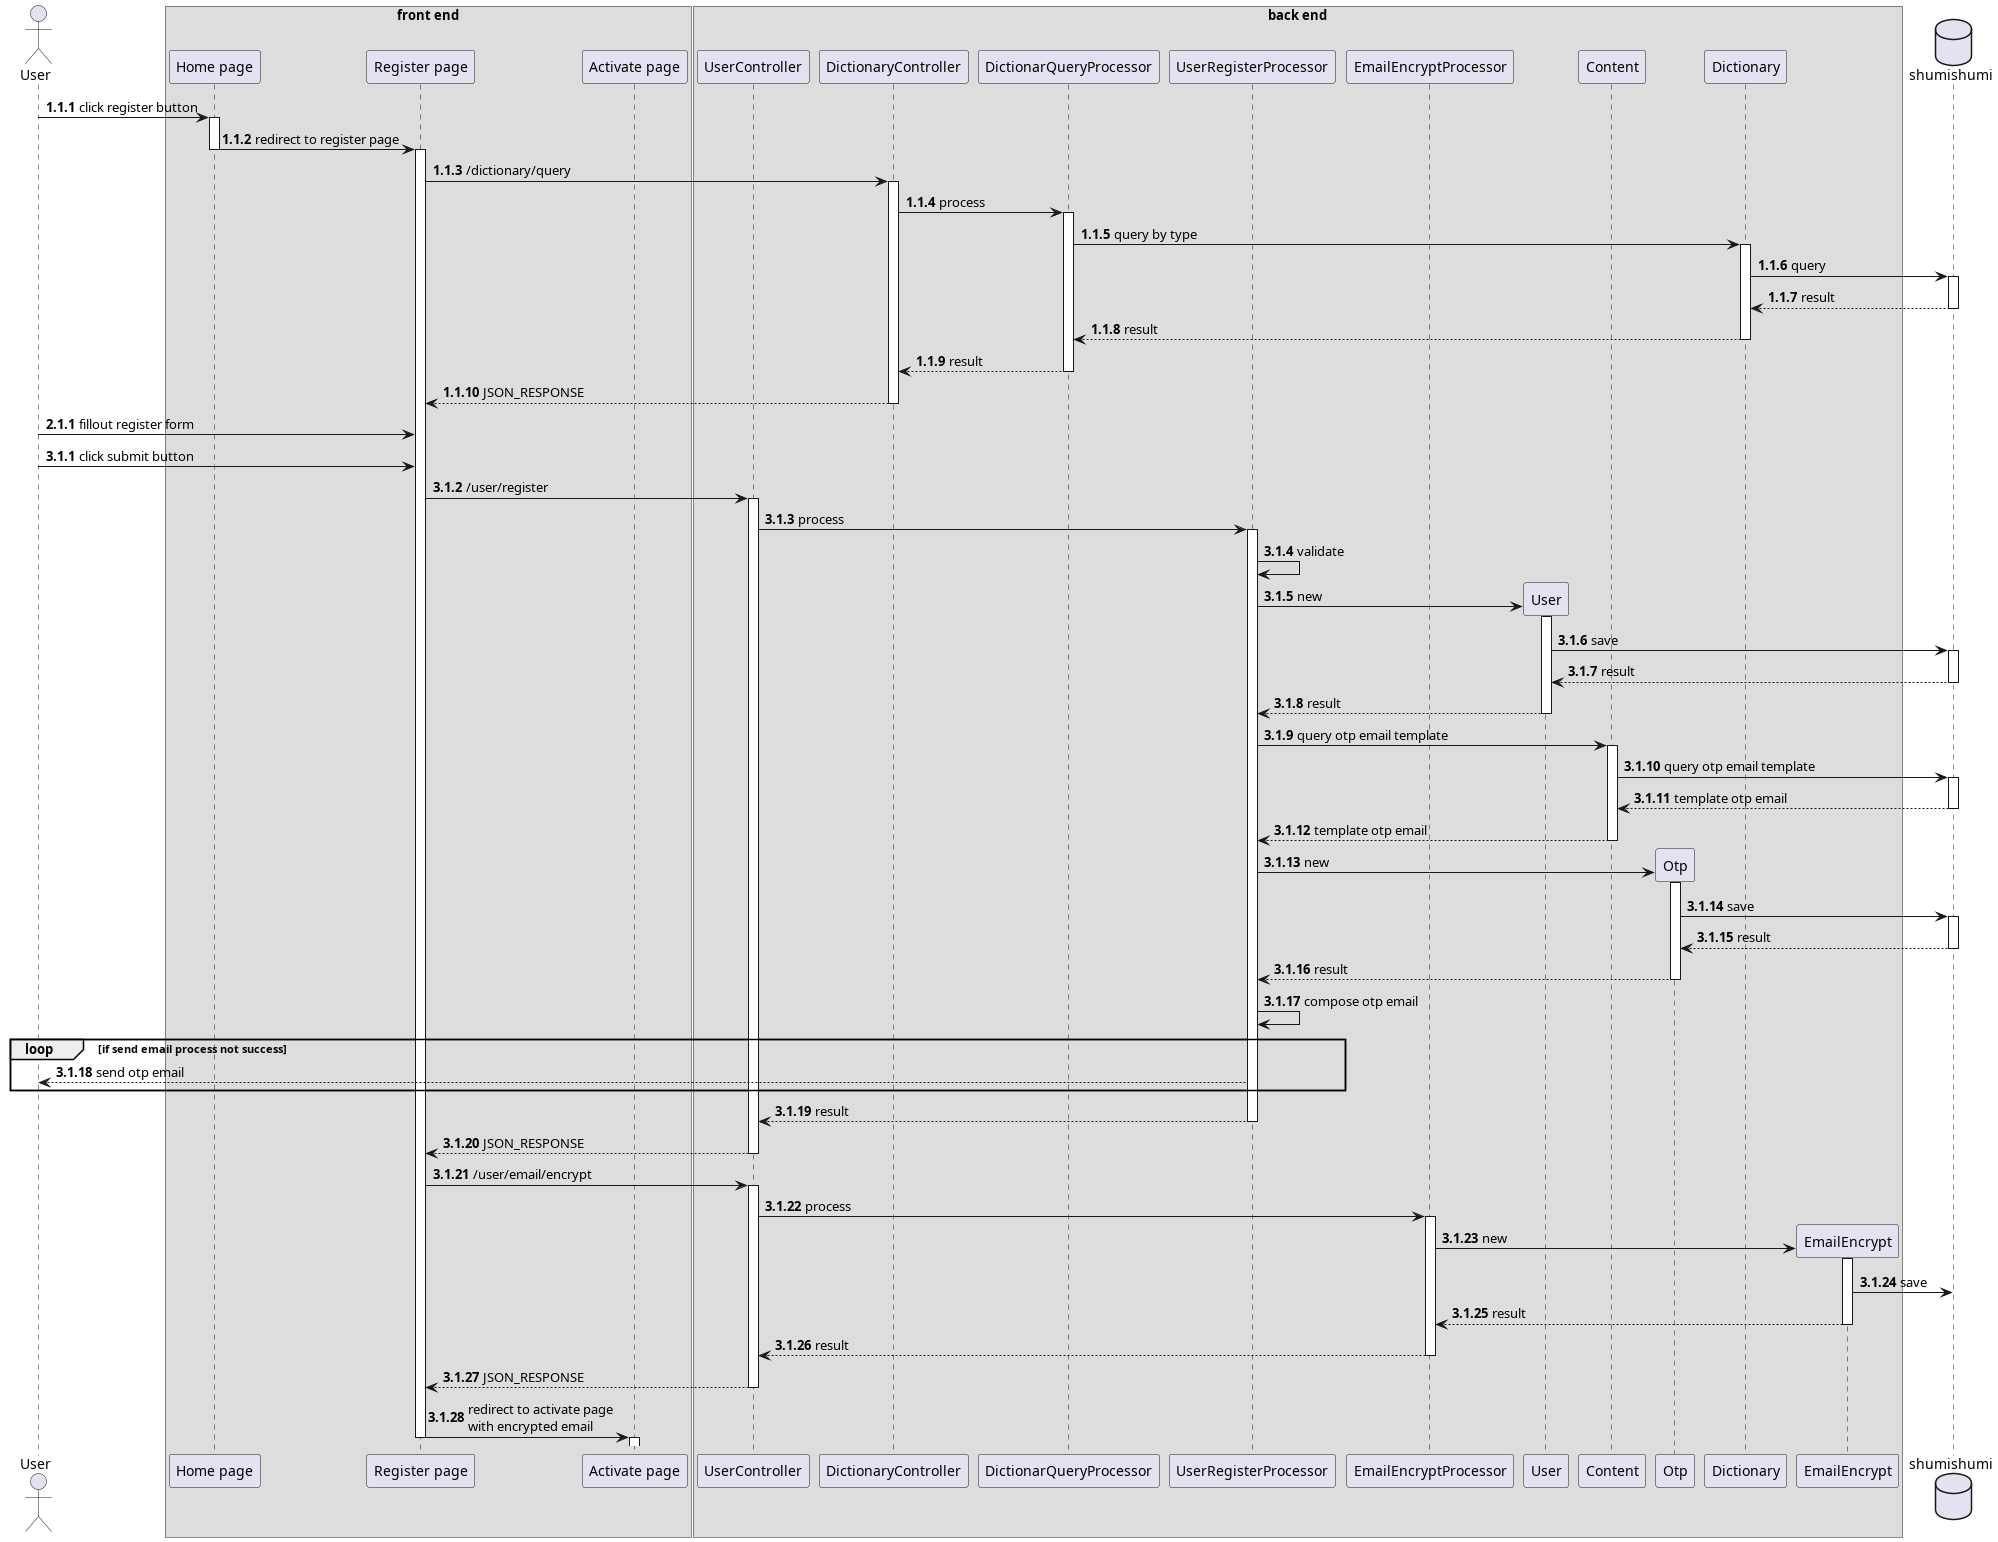 front end
back end
User
Home page
Register page
Activate page
UserController
DictionaryController
DictionarQueryProcessor
UserRegisterProcessor
EmailEncryptProcessor
Content
Dictionary
shumishumi
1.1.1 click register button
1.1.2 redirect to register page
1.1.3 /dictionary/query
1.1.4 process
1.1.5 query by type
1.1.6 query
1.1.7 result
1.1.8 result
1.1.9 result
1.1.10 JSON_RESPONSE
2.1.1 fillout register form
3.1.1 click submit button
3.1.2 /user/register
3.1.3 process
3.1.4 validate
3.1.5 new
User
3.1.6 save
3.1.7 result
3.1.8 result
3.1.9 query otp email template
3.1.10 query otp email template
3.1.11 template otp email
3.1.12 template otp email
3.1.13 new
Otp
3.1.14 save
3.1.15 result
3.1.16 result
3.1.17 compose otp email
loop [if send email process not success]
3.1.18 send otp email
3.1.19 result
3.1.20 JSON_RESPONSE
3.1.21 /user/email/encrypt
3.1.22 process
3.1.23 new
EmailEncrypt
3.1.24 save
3.1.25 result
3.1.26 result
3.1.27 JSON_RESPONSE
3.1.28 redirect to activate page
with encrypted email
User
Home page
Register page
Activate page
UserController
DictionaryController
DictionarQueryProcessor
UserRegisterProcessor
EmailEncryptProcessor
User
Content
Otp
Dictionary
EmailEncrypt
shumishumi